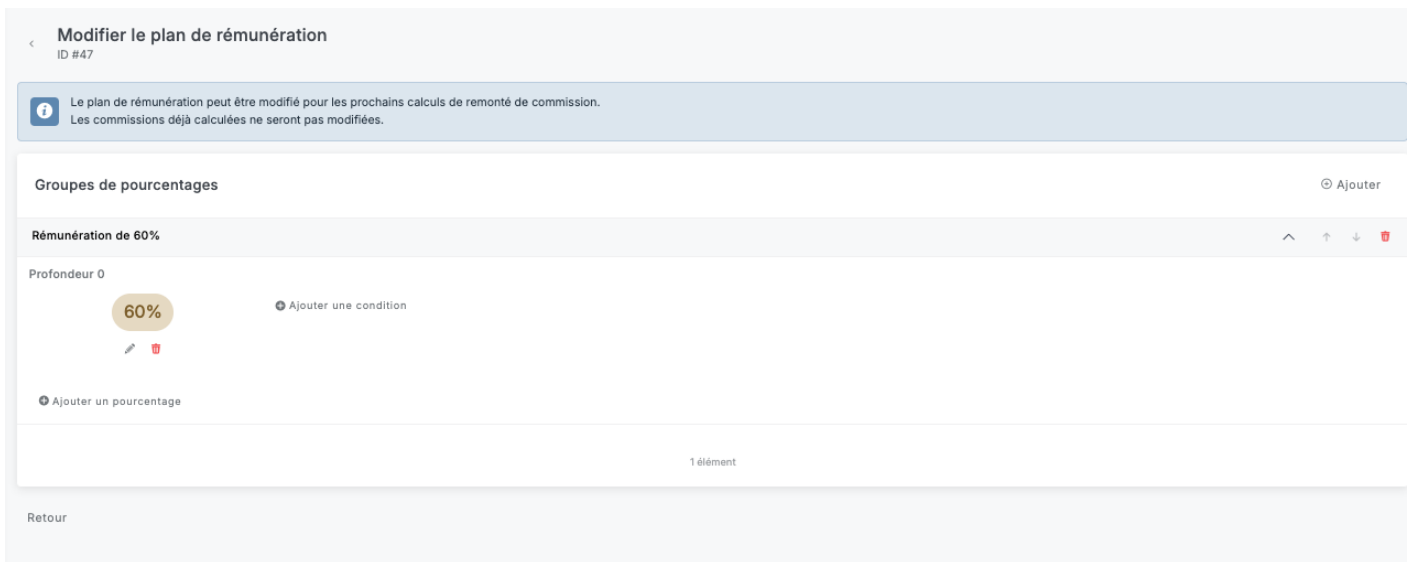 Modifier le plan de rémunération
ID #47
Le plan de rémunération peut être modifié pour les prochains calculs de remonté de commission.
Les commissions déjà calculées ne seront pas modifiées.
Groupes de pourcentages
Ajouter
Rémunération de 60%
Profondeur 0
60%
Ajouter une condition
Ajouter un pourcentage
1 élément
Retour